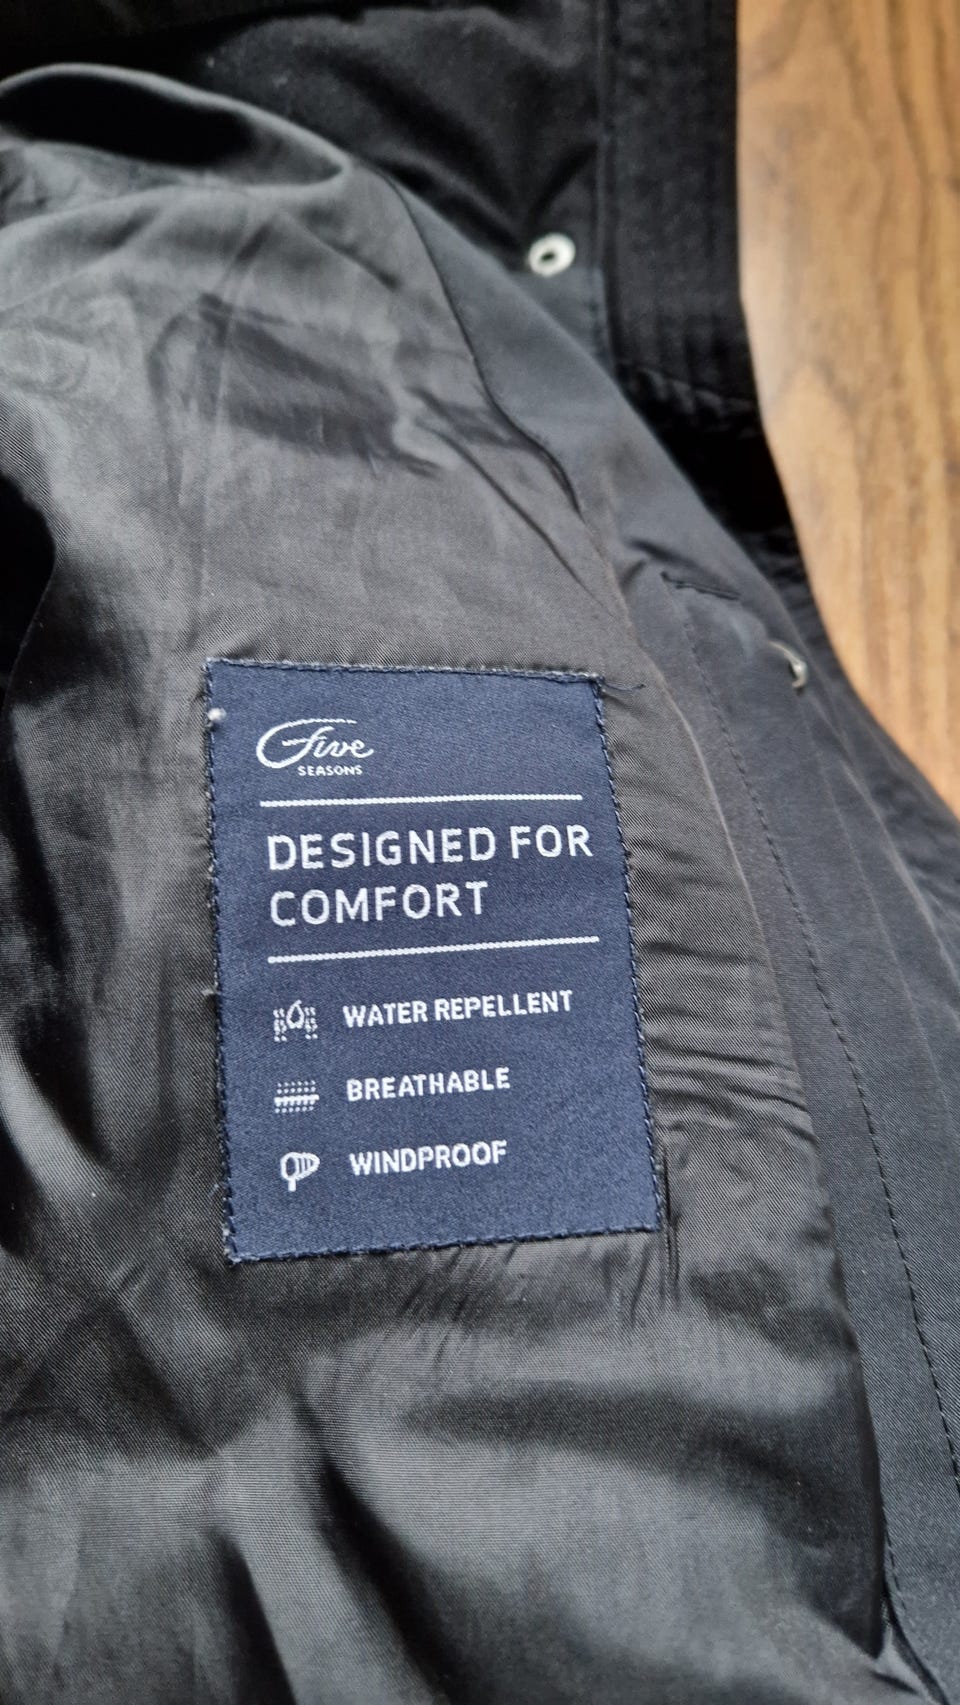 Five
SEASONS
DESIGNED FOR
COMFORT
WATER REPELLENT
BREATHABLE
WINDPROOF